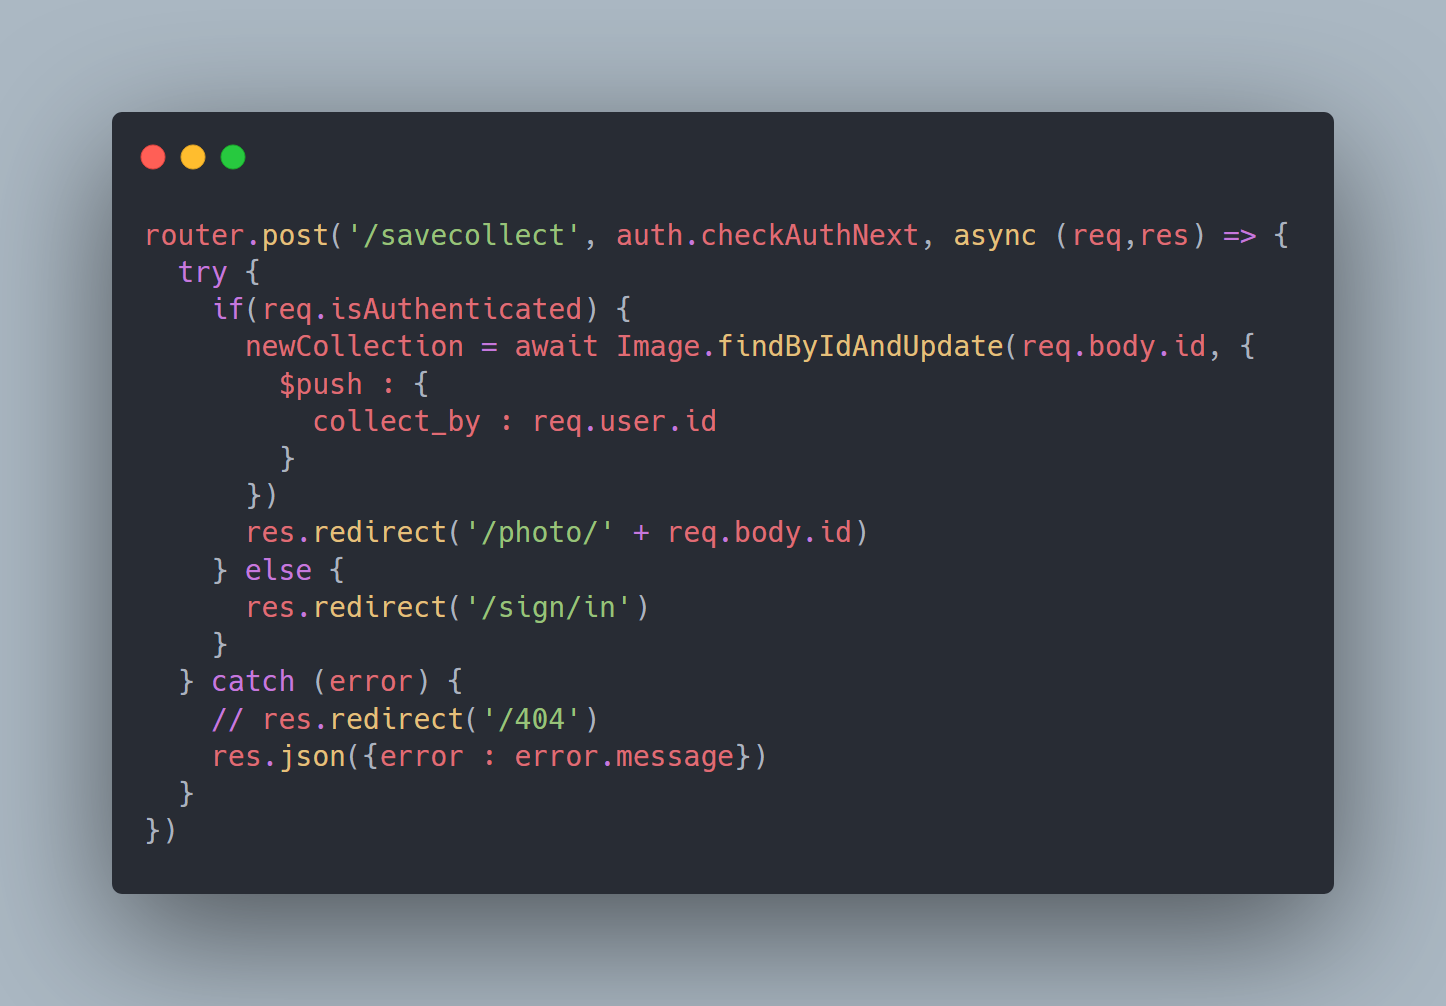 router.post('/savecollect', auth.checkAuthNext, async (req,res) => {
  try {
    if(req.isAuthenticated) {
      newCollection = await Image.findByIdAndUpdate(req.body.id, {
        $push : {
          collect_by : req.user.id
        }
      })
      res.redirect('/photo/' + req.body.id)
    } else {
      res.redirect('/sign/in')
    }
  } catch (error) {
    // res.redirect('/404')
    res.json({error : error.message})
  }
})